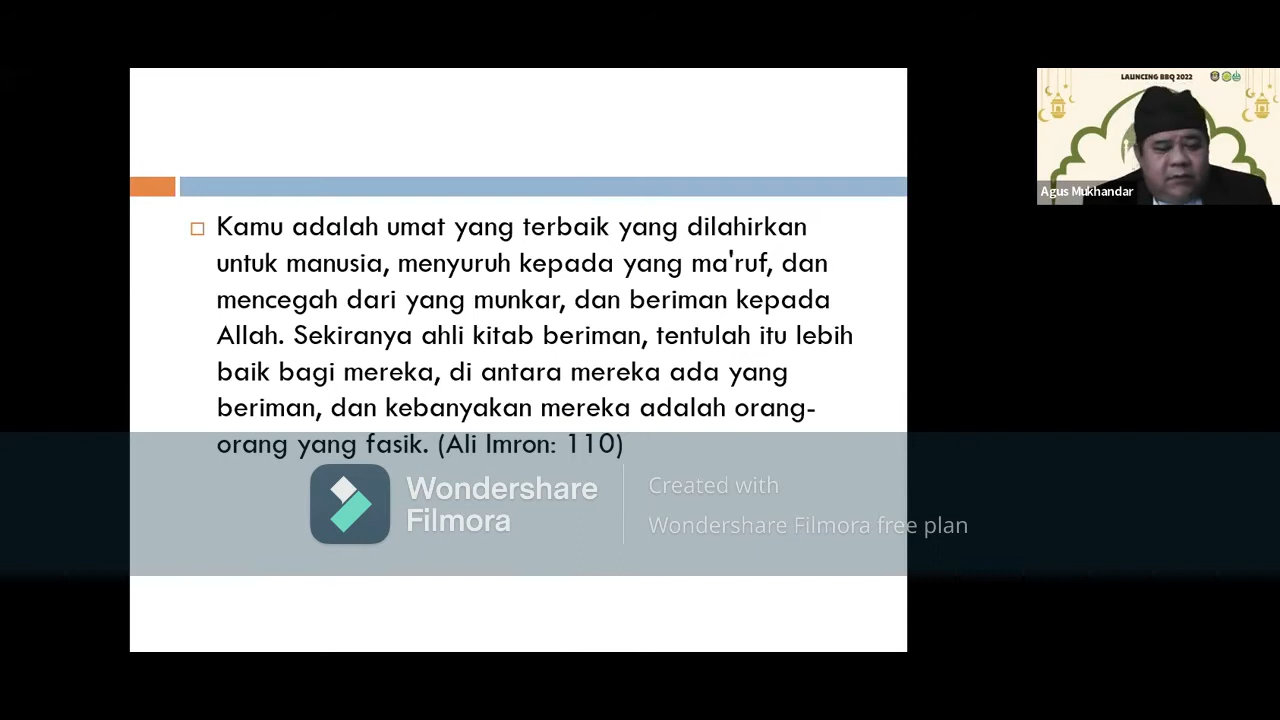 LAUNCING BBQ 2022
Agus Mukhandar
Kamu adalah umat yang terbaik yang dilahirkan
untuk manusia, menyuruh kepada yang ma'ruf, dan
mencegah dari yang munkar, dan beriman kepada
Allah. Sekiranya ahli kitab beriman, tentulah itu lebih
baik bagi mereka, di antara mereka ada yang
beriman, dan kebanyakan mereka adalah orang-
orang yang fasik. (Ali Imron: 110)
Wondershare
Filmora
Created with
Wondershare Filmora free plan